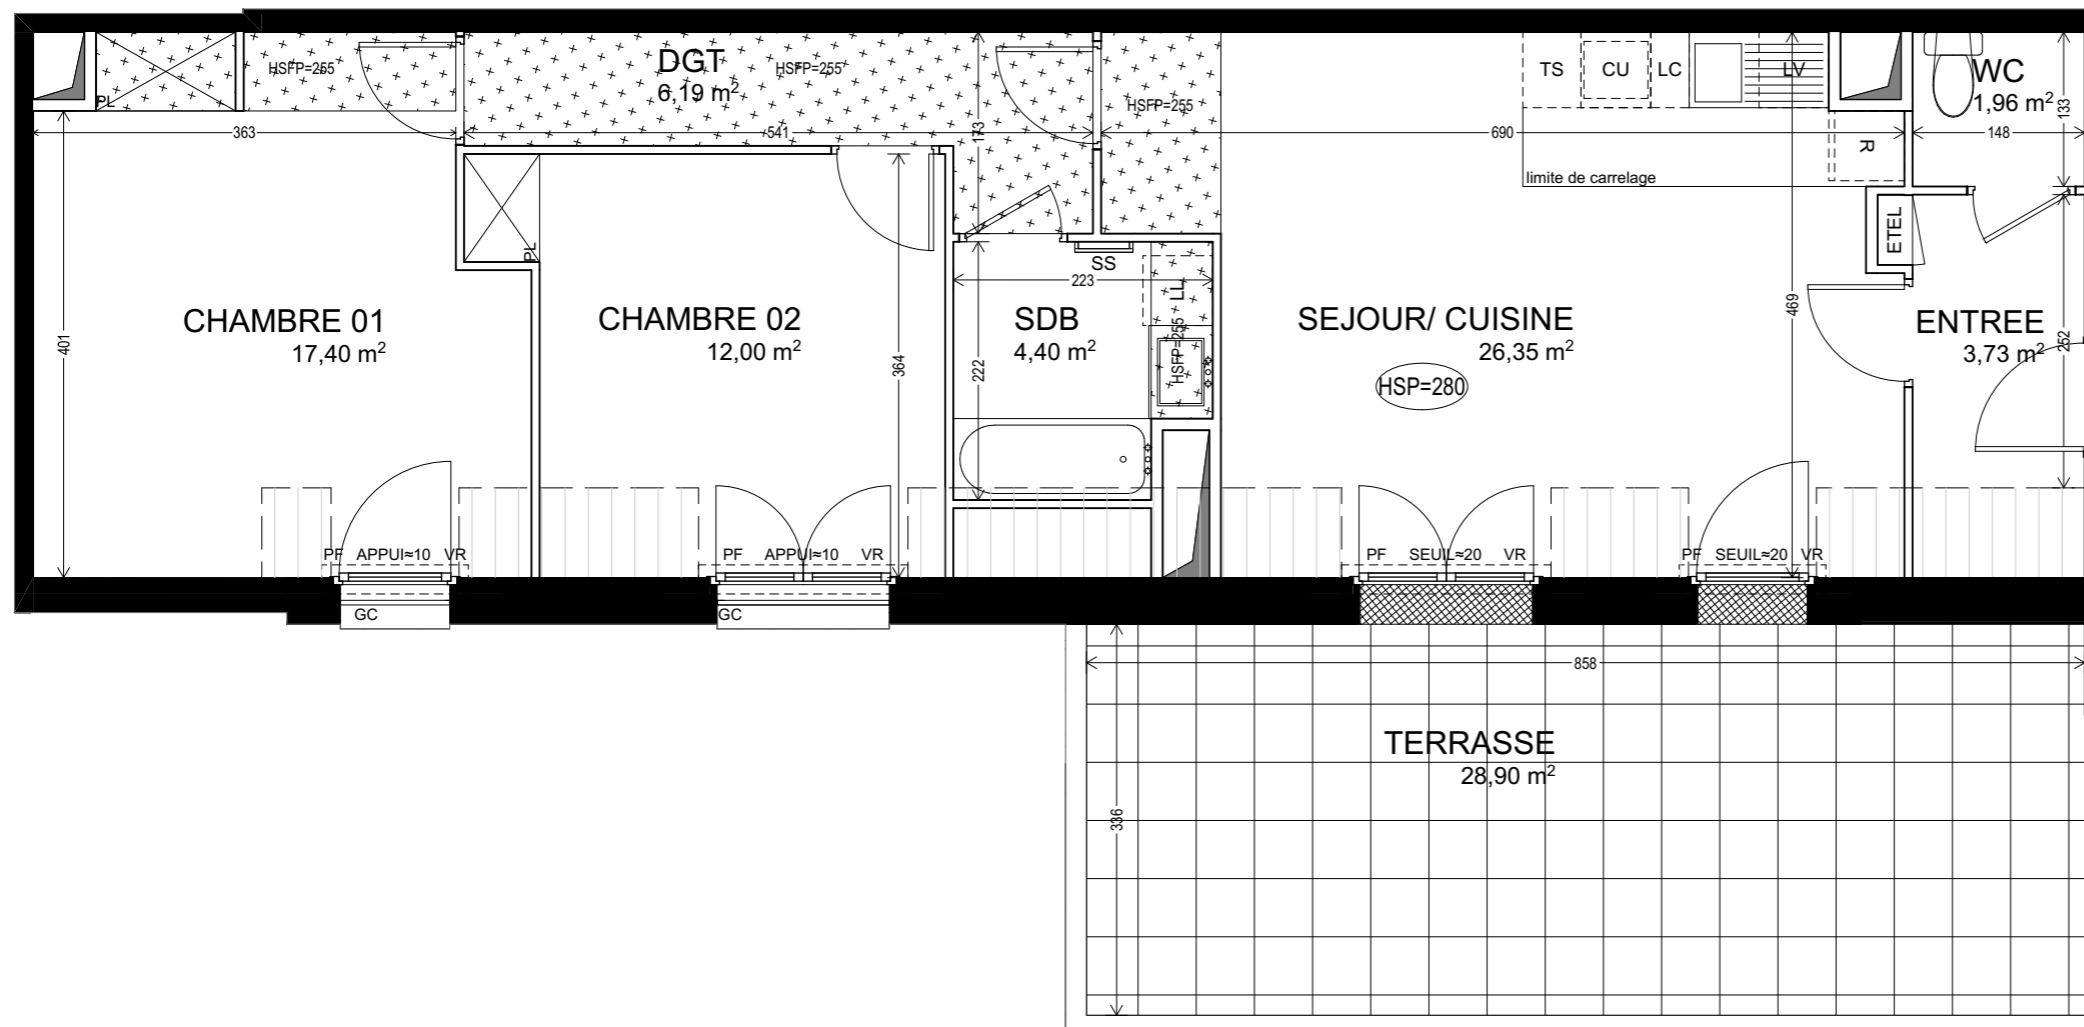 HSFP=255
PL
363
401
CHAMBRE 01
17,40 m²
PF APPUI≈10 VR
GC
DGT
6,19 m²
HSFP=255
541
173
PL
CHAMBRE 02
12,00 m²
364
PF APPUI≈10 VR
GC
SS
223
SDB
4,40 m²
222
LL
HSFP=255
HSFP=255
690
TS CU LC LV
R
limite de carrelage
SEJOUR/ CUISINE
26,35 m²
HSP=280
469
PF SEUIL≈20 VR
PF SEUIL≈20 VR
WC
1,96 m²
133
148
ETEL
ENTREE
3,73 m²
252
858
TERRASSE
28,90 m²
336